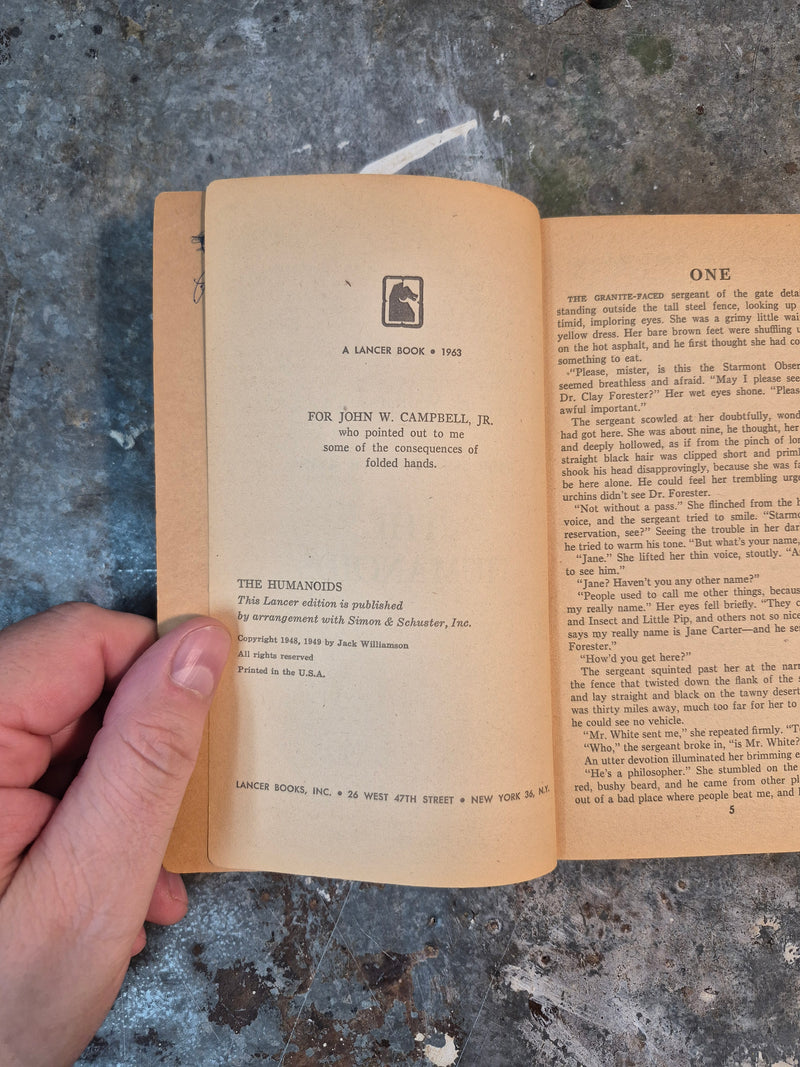 A LANCER BOOK • 1963
FOR JOHN W. CAMPBELL, JR.
who pointed out to me
some of the consequences of
folded hands.
THE HUMANOIDS
This Lancer edition is published
by arrangement with Simon & Schuster, Inc.
Copyright 1948, 1949 by Jack Williamson
All rights reserved
Printed in the U.S.A.
LANCER BOOKS, INC. • 26 WEST 47TH STREET • NEW YORK 36, N.Y.
ONE
THE GRANITE-FACED sergeant of the gate
standing outside the tall steel fence, looking up
timid, imploring eyes. She was a grimy little
yellow dress. Her bare brown feet were shuffling
on the hot asphalt, and he first thought she had
something to eat.
"Please, mister, is this the Starmont
seemed breathless and afraid. "May I please see
Dr. Clay Forester?" Her wet eyes shone.
awful important."
The sergeant scowled at her doubtfully,
had got here. She was about nine, he thought, her
and deeply hollowed, as if from the pinch of
straight black hair was clipped short and
shook his head disapprovingly, because she was
be here alone. He could feel her trembling
urchins didn't see Dr. Forester.
"Not without a pass." She flinched from the
voice, and the sergeant tried to smile.
reservation, see?" Seeing the trouble in her
he tried to warm his tone. "But what's your name,
"Jane." She lifted her thin voice, stoutly.
to see him."
"Jane? Haven't you any other name?"
"People used to call me other things,
my really name." Her eyes fell briefly.
and Insect and Little Pip, and others not so
says my really name is Jane Carter—and he
Forester."
"How'd you get here?"
The sergeant squinted past her at the
the fence that twisted down the flank of the
and lay straight and black on the tawny
was thirty miles away, much too far for her to
he could see no vehicle.
"Mr. White sent me," she repeated firmly.
"Who," the sergeant broke in, "is Mr. White?
An utter devotion illuminated her brimming
"He's a philosopher." She stumbled on the
red, bushy beard, and he came from other
out of a bad place where people beat me, and
5